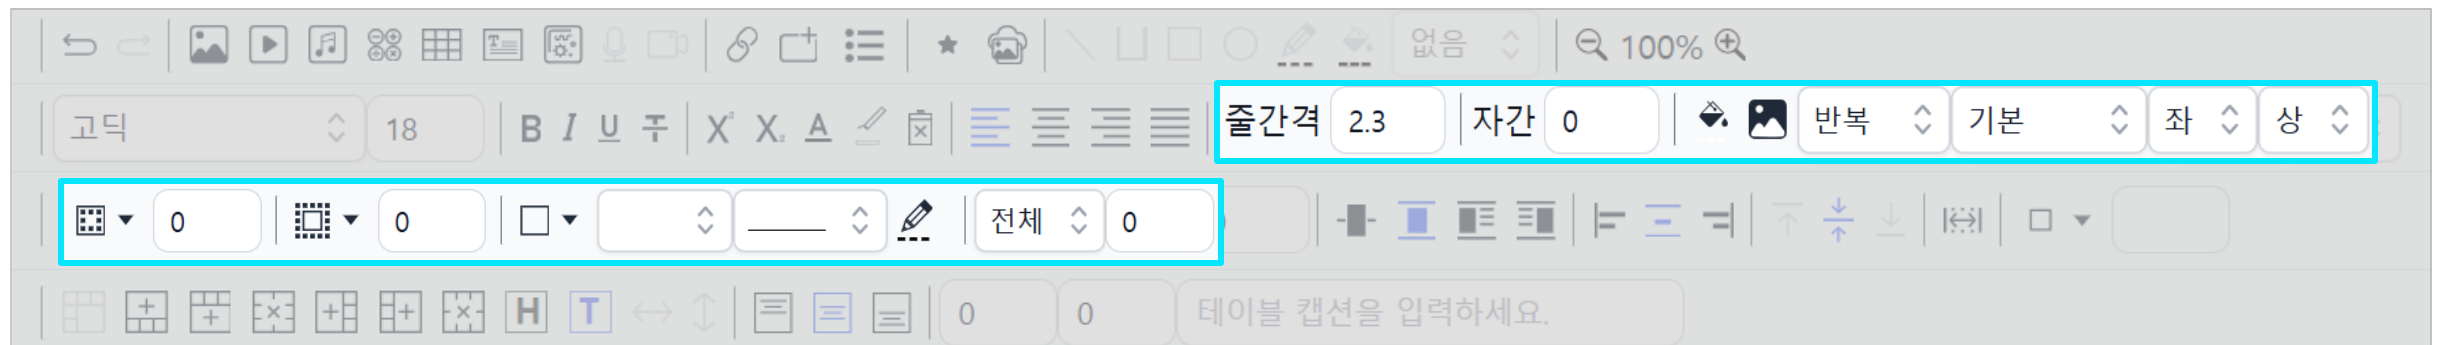 없음 100%
고딕 18 B I U T X² X₂ A 줄간격 2.3 자간 0 반복 기본 좌 상
0 0 전체 0
H T 0 0 테이블 캡션을 입력하세요.